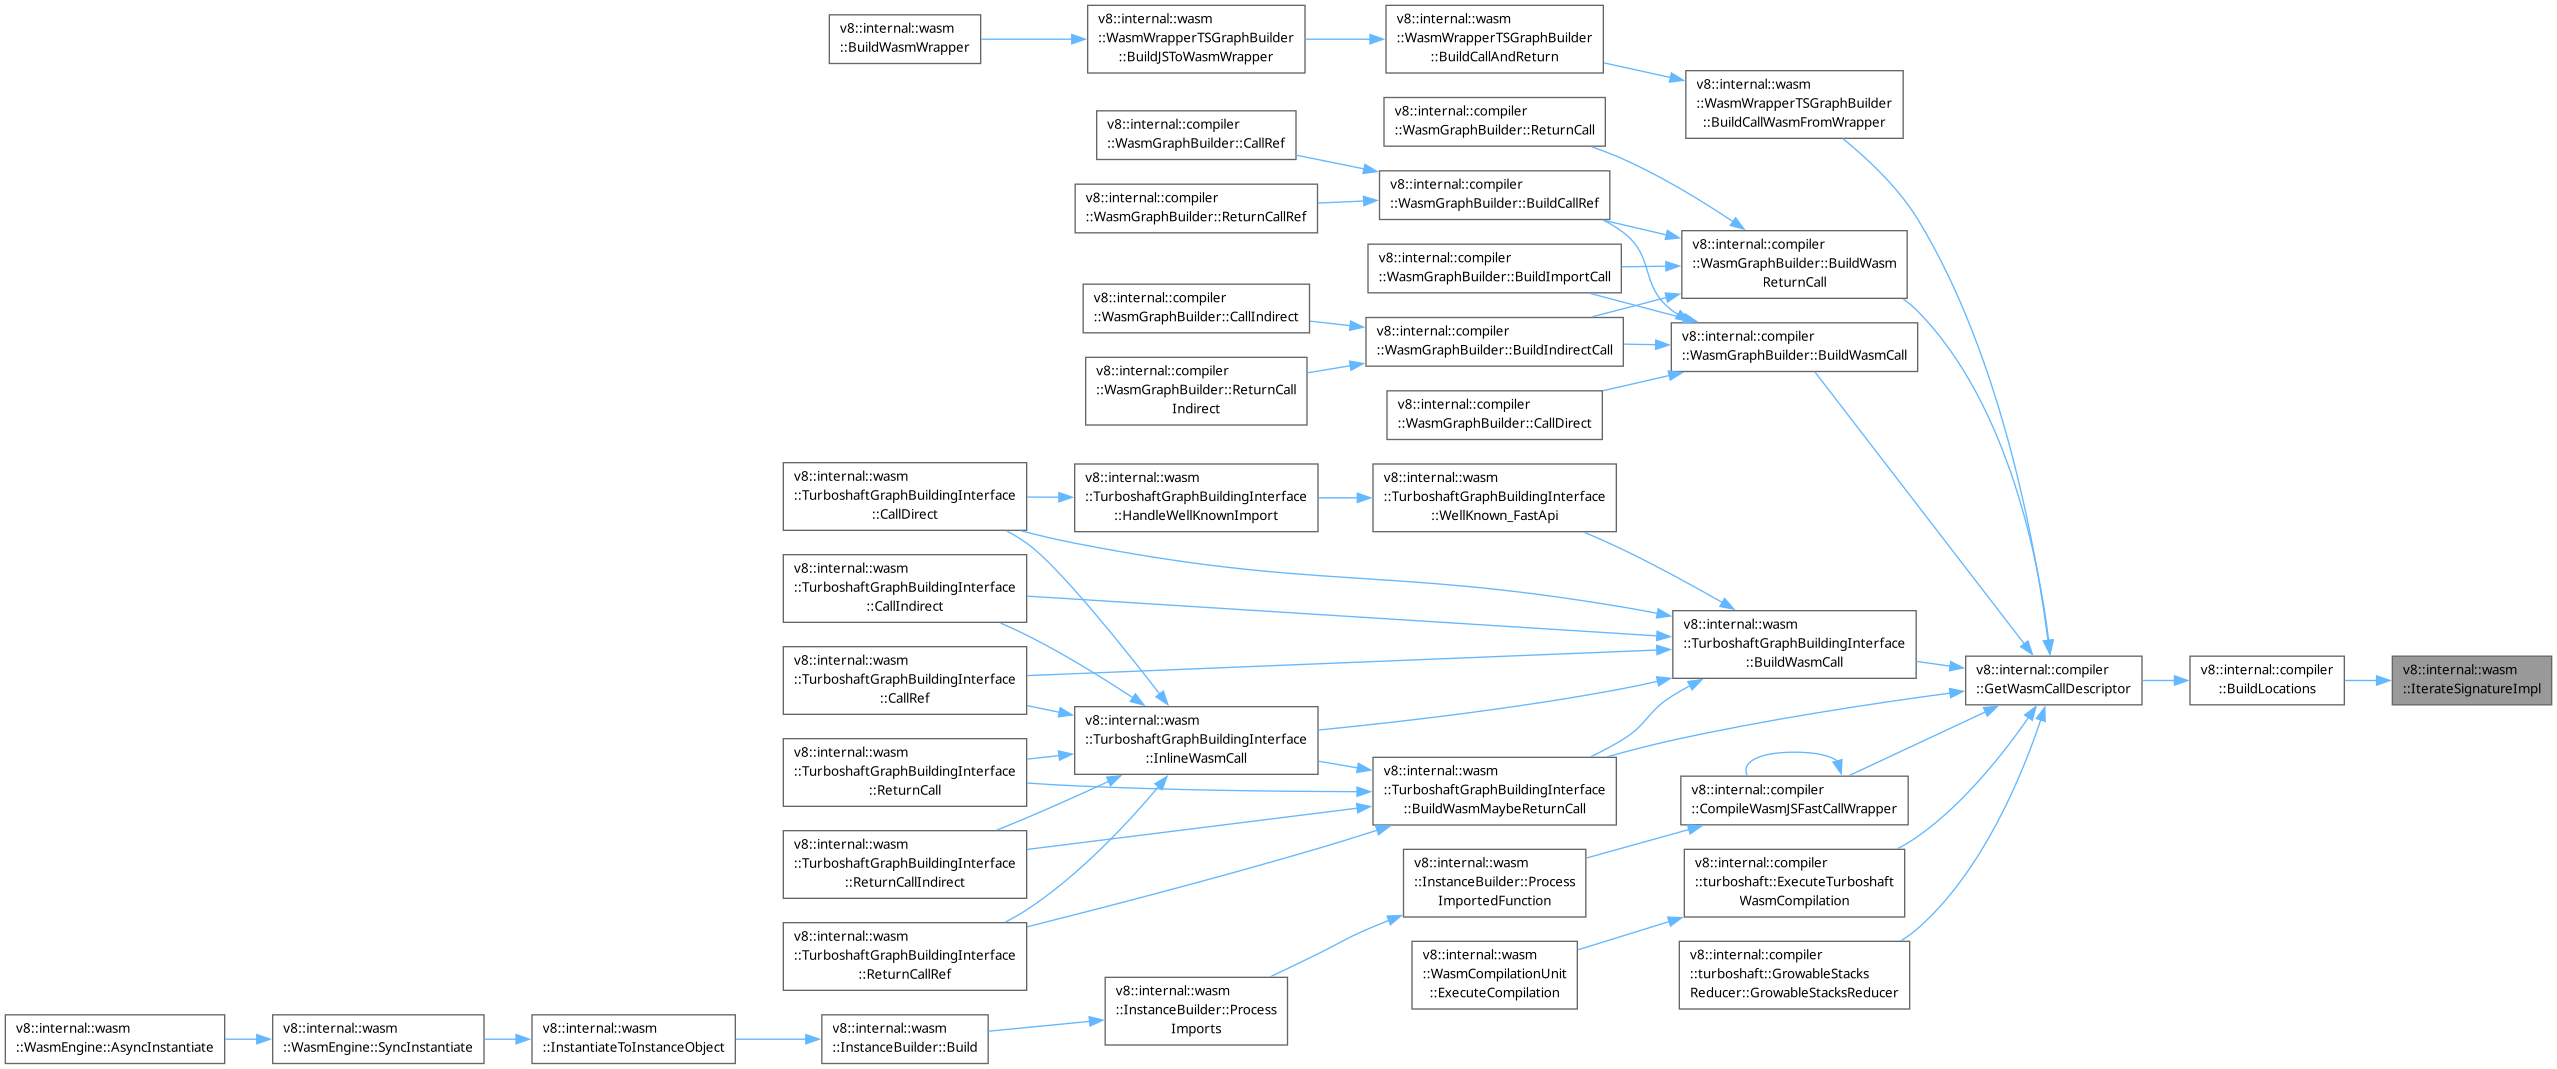 v8::internal::wasm
::BuildWasmWrapper
v8::internal::wasm
::WasmWrapperTSGraphBuilder
::BuildJSToWasmWrapper
v8::internal::wasm
::WasmWrapperTSGraphBuilder
::BuildCallAndReturn
v8::internal::wasm
::WasmWrapperTSGraphBuilder
::BuildCallWasmFromWrapper
v8::internal::compiler
::WasmGraphBuilder::ReturnCall
v8::internal::compiler
::WasmGraphBuilder::CallRef
v8::internal::compiler
::WasmGraphBuilder::BuildCallRef
v8::internal::compiler
::WasmGraphBuilder::ReturnCallRef
v8::internal::compiler
::WasmGraphBuilder::BuildWasm
ReturnCall
v8::internal::compiler
::WasmGraphBuilder::BuildImportCall
v8::internal::compiler
::WasmGraphBuilder::CallIndirect
v8::internal::compiler
::WasmGraphBuilder::BuildIndirectCall
v8::internal::compiler
::WasmGraphBuilder::BuildWasmCall
v8::internal::compiler
::WasmGraphBuilder::ReturnCall
Indirect
v8::internal::compiler
::WasmGraphBuilder::CallDirect
v8::internal::wasm
::TurboshaftGraphBuildingInterface
::CallDirect
v8::internal::wasm
::TurboshaftGraphBuildingInterface
::HandleWellKnownImport
v8::internal::wasm
::TurboshaftGraphBuildingInterface
::WellKnown_FastApi
v8::internal::wasm
::TurboshaftGraphBuildingInterface
::CallIndirect
v8::internal::wasm
::TurboshaftGraphBuildingInterface
::BuildWasmCall
v8::internal::wasm
::TurboshaftGraphBuildingInterface
::CallRef
v8::internal::compiler
::GetWasmCallDescriptor
v8::internal::compiler
::BuildLocations
v8::internal::wasm
::IterateSignatureImpl
v8::internal::wasm
::TurboshaftGraphBuildingInterface
::InlineWasmCall
v8::internal::wasm
::TurboshaftGraphBuildingInterface
::ReturnCall
v8::internal::wasm
::TurboshaftGraphBuildingInterface
::BuildWasmMaybeReturnCall
v8::internal::compiler
::CompileWasmJSFastCallWrapper
v8::internal::wasm
::TurboshaftGraphBuildingInterface
::ReturnCallIndirect
v8::internal::wasm
::InstanceBuilder::Process
ImportedFunction
v8::internal::compiler
::turboshaft::ExecuteTurboshaft
WasmCompilation
v8::internal::wasm
::TurboshaftGraphBuildingInterface
::ReturnCallRef
v8::internal::wasm
::WasmCompilationUnit
::ExecuteCompilation
v8::internal::compiler
::turboshaft::GrowableStacks
Reducer::GrowableStacksReducer
v8::internal::wasm
::InstanceBuilder::Process
Imports
v8::internal::wasm
::WasmEngine::AsyncInstantiate
v8::internal::wasm
::WasmEngine::SyncInstantiate
v8::internal::wasm
::InstantiateToInstanceObject
v8::internal::wasm
::InstanceBuilder::Build